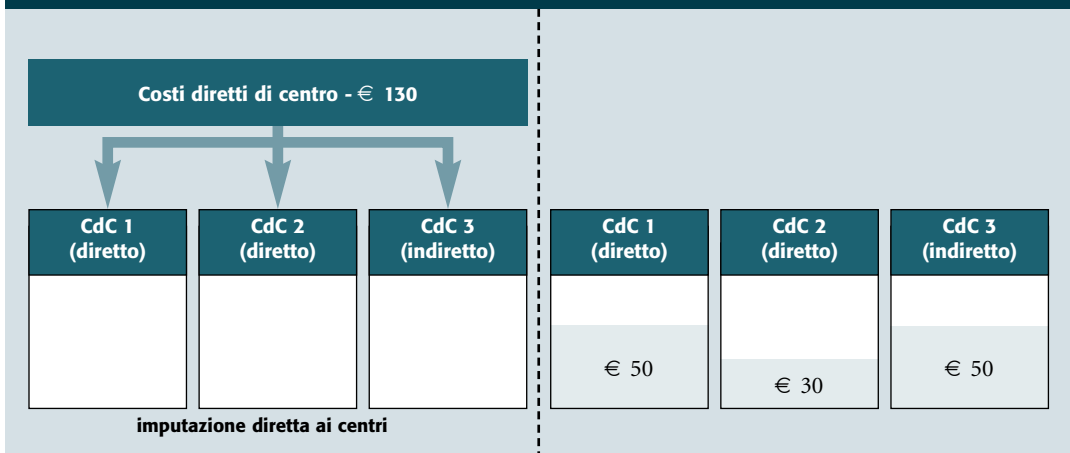 Costi diretti di centro - € 130
CdC 1
(diretto)
CdC 2
(diretto)
CdC 3
(indiretto)
imputazione diretta ai centri
CdC 1
(diretto)
CdC 2
(diretto)
CdC 3
(indiretto)
€ 50
€ 30
€ 50